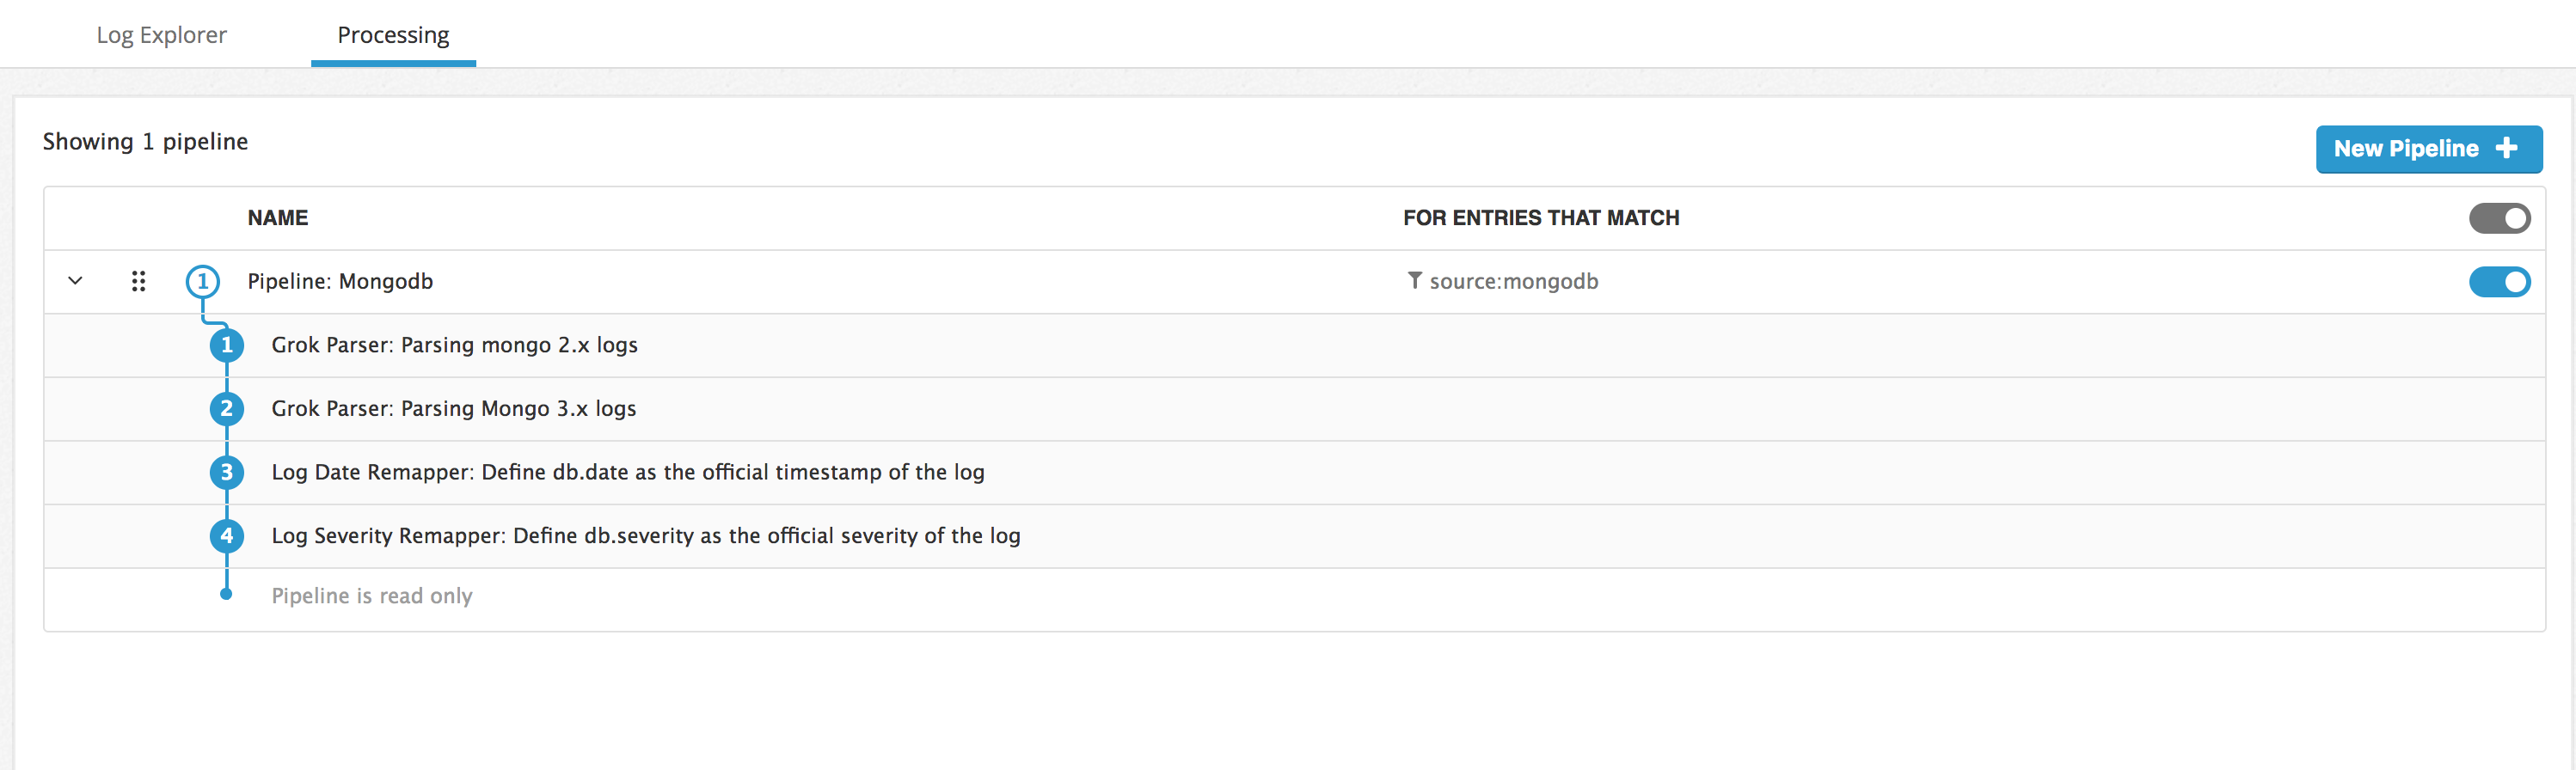 Log Explorer Processing
Showing 1 pipeline
New Pipeline +
NAME FOR ENTRIES THAT MATCH
1 Pipeline: Mongodb source:mongodb
1 Grok Parser: Parsing mongo 2.x logs
2 Grok Parser: Parsing Mongo 3.x logs
3 Log Date Remapper: Define db.date as the official timestamp of the log
4 Log Severity Remapper: Define db.severity as the official severity of the log
Pipeline is read only